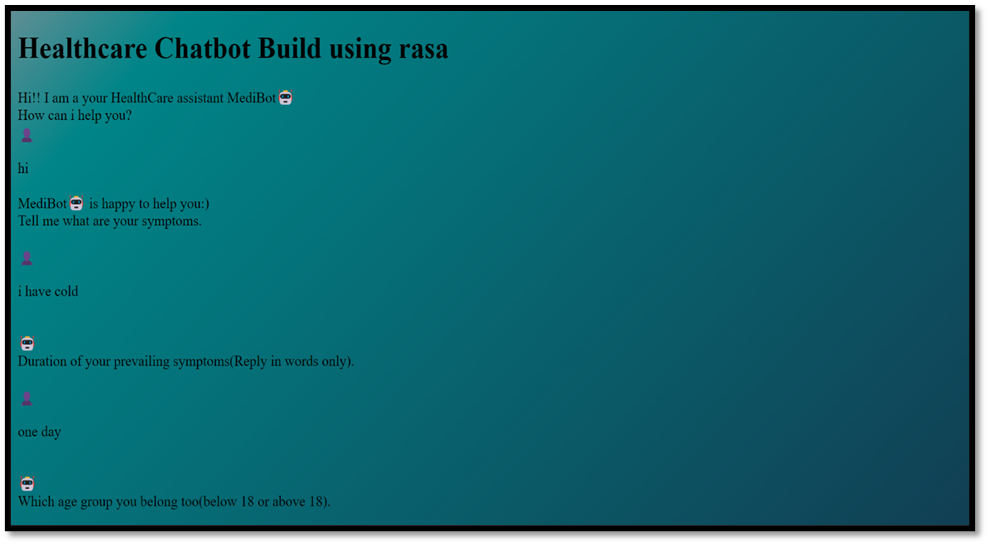 Healthcare Chatbot Build using rasa
Hi!! I am a your HealthCare assistant MediBot
How can i help you?
hi
MediBot is happy to help you:)
Tell me what are your symptoms.
i have cold
Duration of your prevailing symptoms(Reply in words only).
one day
Which age group you belong too(below 18 or above 18).